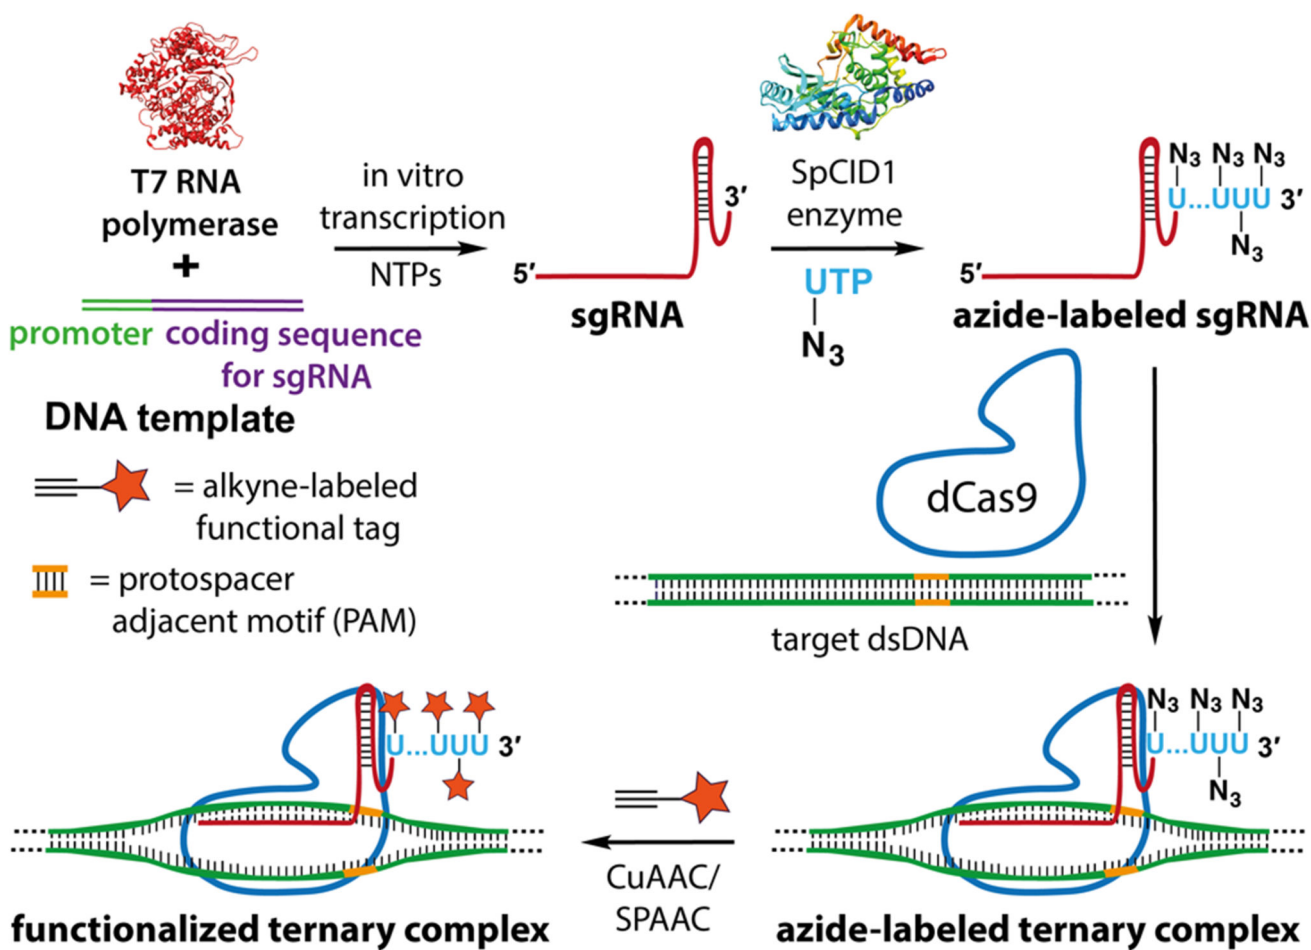 T7 RNA
polymerase
+
promoter coding sequence
for sgRNA
DNA template
in vitro
transcription
NTPs
5′
3′
sgRNA
SpCID1
enzyme
UTP
N3
N3 N3 N3
U...UUU 3′
N3
5′
azide-labeled sgRNA
= alkyne-labeled
functional tag
= protospacer
adjacent motif (PAM)
dCas9
target dsDNA
N3 N3 N3
U...UUU 3′
N3
azide-labeled ternary complex
CuAAC/
SPAAC
U...UUU 3′
functionalized ternary complex